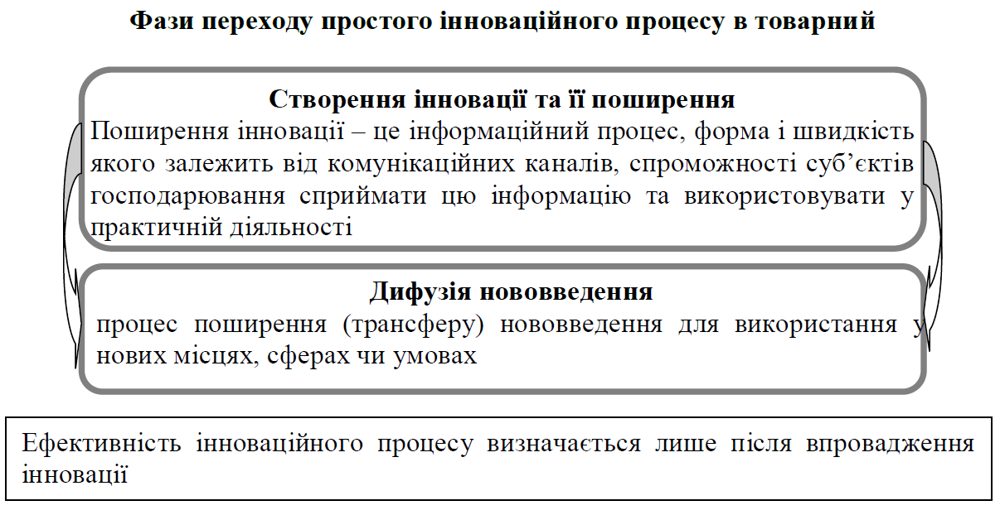 Фази переходу простого інноваційного процесу в товарний
Створення інновації та її поширення
Поширення інновації – це інформаційний процес, форма і швидкість
якого залежить від комунікаційних каналів, спроможності суб’єктів
господарювання сприймати цю інформацію та використовувати у
практичній діяльності
Дифузія нововведення
процес поширення (трансферу) нововведення для використання у
нових місцях, сферах чи умовах
Ефективність інноваційного процесу визначається лише після впровадження
інновації